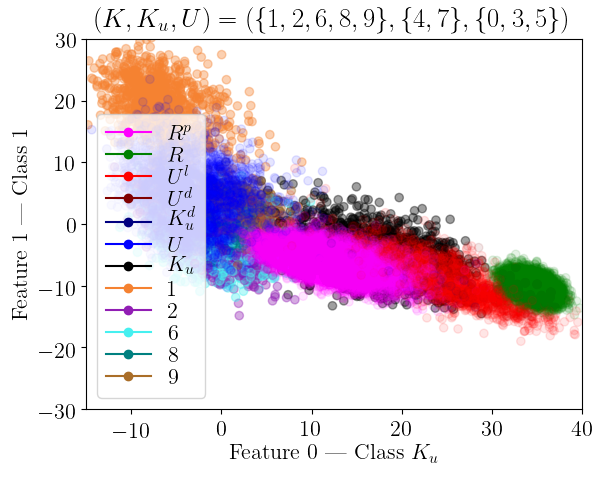 (K, K_u, U) = ({1, 2, 6, 8, 9}, {4, 7}, {0, 3, 5})
30
20
10
0
−10
−20
−30
Feature 1 — Class 1
R^p
R
U^l
U^d
K_u^d
U
K_u
1
2
6
8
9
−10 0 10 20 30 40
Feature 0 — Class K_u